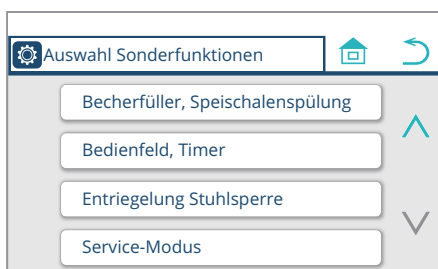 Auswahl Sonderfunktionen
Becherfüller, Speischalenspülung
Bedienfeld, Timer
Entriegelung Stuhlsperre
Service-Modus